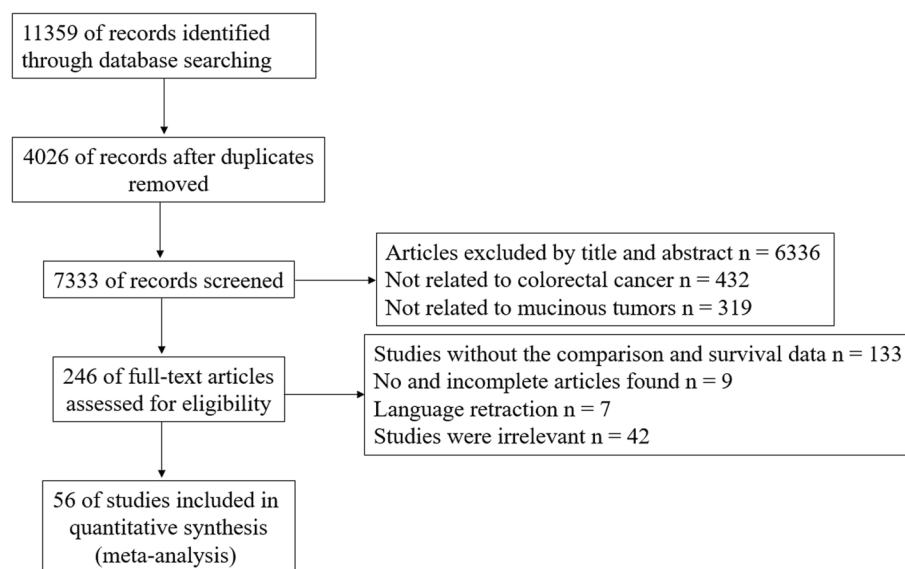 11359 of records identified
through database searching
4026 of records after duplicates
removed
7333 of records screened
Articles excluded by title and abstract n = 6336
Not related to colorectal cancer n = 432
Not related to mucinous tumors n = 319
246 of full-text articles
assessed for eligibility
Studies without the comparison and survival data n = 133
No and incomplete articles found n = 9
Language retraction n = 7
Studies were irrelevant n = 42
56 of studies included in
quantitative synthesis
(meta-analysis)